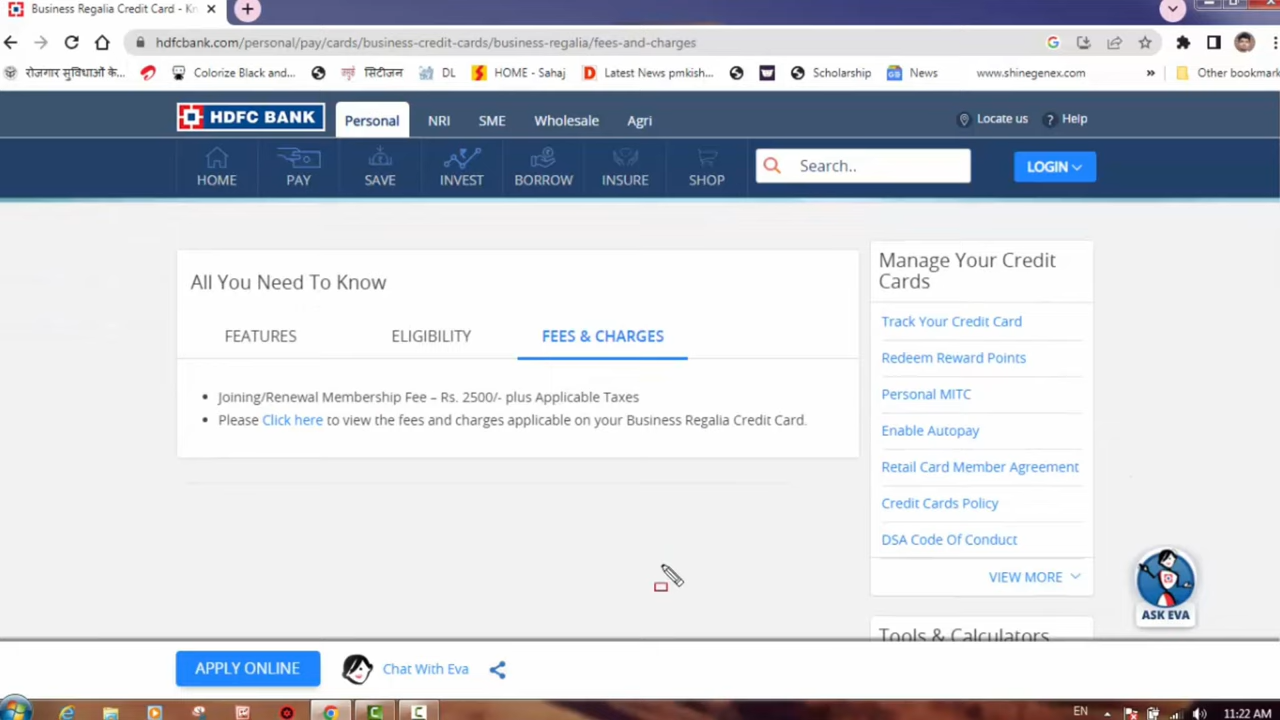 Business Regalia Credit Card - Kn
hdfcbank.com/personal/pay/cards/business-credit-cards/business-regalia/fees-and-charges
रोजगार सुविधाओं के...
Colorize Black and...
सिटीजन
DL
HOME - Sahaj
Latest News pmkish...
Scholarship
News
www.shinegenex.com
»
Other bookmark
HDFC BANK
Personal
NRI
SME
Wholesale
Agri
Locate us
Help
HOME
PAY
SAVE
INVEST
BORROW
INSURE
SHOP
Search..
LOGIN
All You Need To Know
FEATURES
ELIGIBILITY
FEES & CHARGES
• Joining/Renewal Membership Fee – Rs. 2500/- plus Applicable Taxes
• Please Click here to view the fees and charges applicable on your Business Regalia Credit Card.
Manage Your Credit
Cards
Track Your Credit Card
Redeem Reward Points
Personal MITC
Enable Autopay
Retail Card Member Agreement
Credit Cards Policy
DSA Code Of Conduct
VIEW MORE
ASK EVA
Tools & Calculators
APPLY ONLINE
Chat With Eva
EN
11:22 AM